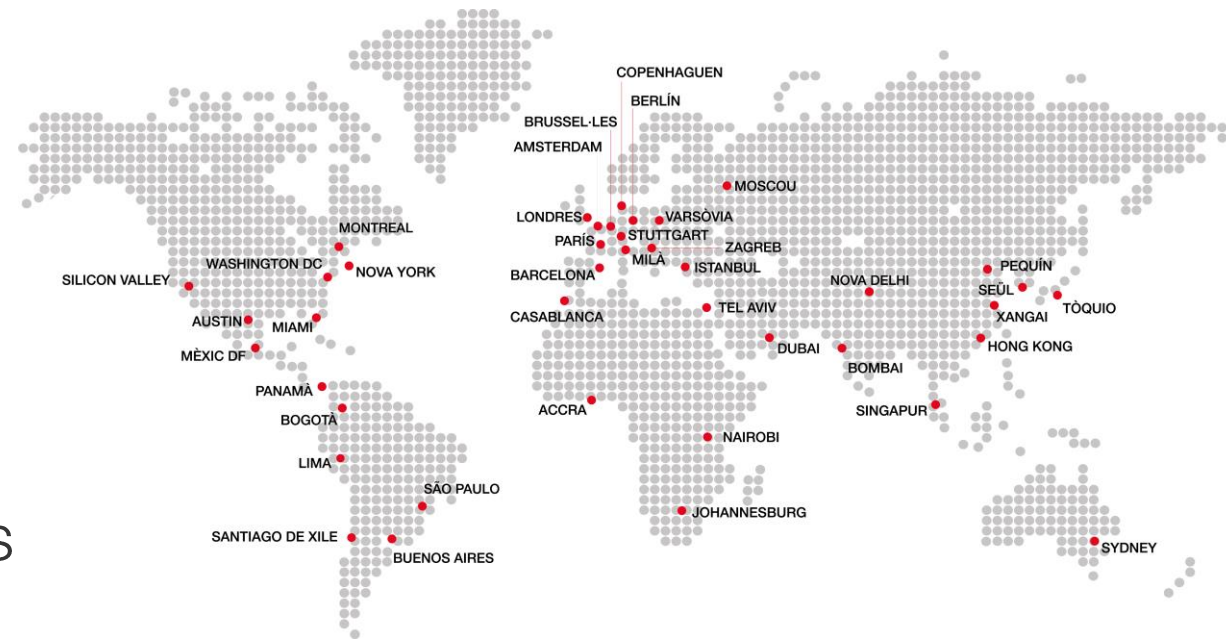 COPENHAGUEN
BERLÍN
BRUSSEL·LES
AMSTERDAM
MOSCOU
LONDRES
VARSÒVIA
STUTTGART
PARÍS
ZAGREB
MILÀ
BARCELONA
ISTANBUL
CASABLANCA
TEL AVIV
MONTREAL
WASHINGTON DC
NOVA YORK
SILICON VALLEY
AUSTIN
MIAMI
MÈXIC DF
PANAMÀ
BOGOTÀ
LIMA
SÃO PAULO
SANTIAGO DE XILE
BUENOS AIRES
ACCRA
NAIROBI
JOHANNESBURG
DUBAI
NOVA DELHI
BOMBAI
PEQUÍN
SEÜL
TÒQUIO
XANGAI
HONG KONG
SINGAPUR
SYDNEY
S